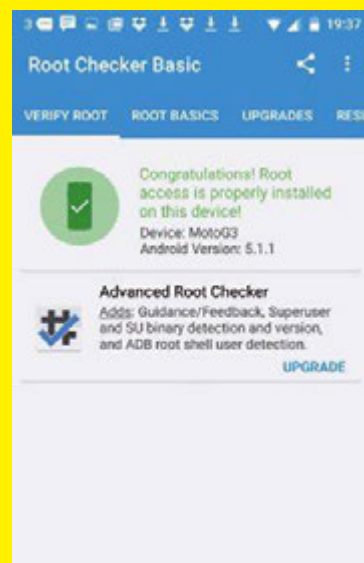 3 19:37
Root Checker Basic
VERIFY ROOT ROOT BASICS UPGRADES RESU
Congratulations! Root
access is properly installed
on this device!
Device: MotoG3
Android Version: 5.1.1
Advanced Root Checker
Adds: Guidance/Feedback, Superuser
and SU binary detection and version,
and ADB root shell user detection.
UPGRADE